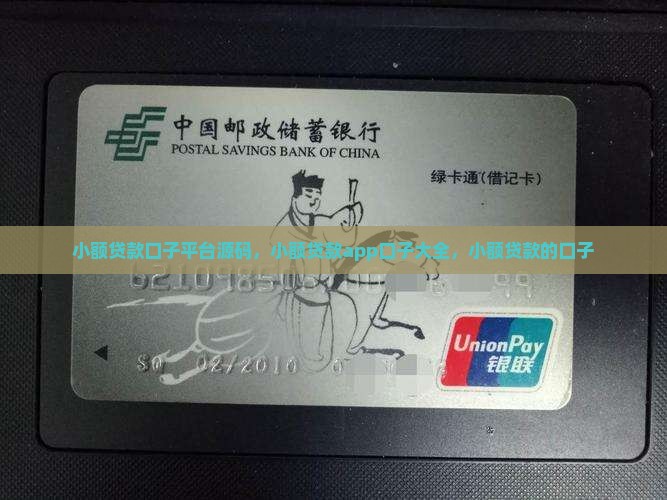 中国邮政储蓄银行
POSTAL SAVINGS BANK OF CHINA
绿卡通(借记卡)
小额贷款口子平台源码，小额贷款app口子大全，小额贷款的口子
UnionPay
银联
02/2010